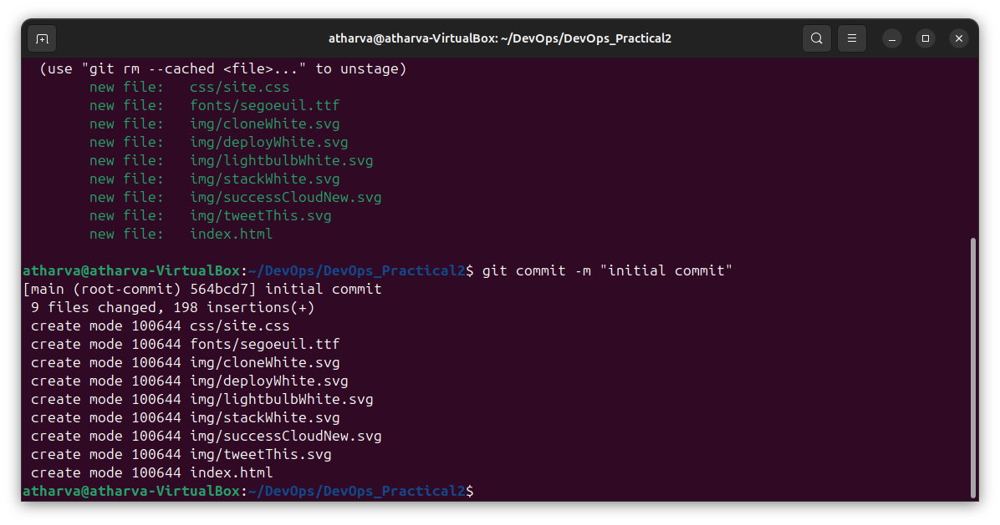 atharva@atharva-VirtualBox: ~/DevOps/DevOps_Practical2
(use "git rm --cached <file>..." to unstage)
new file:   css/site.css
new file:   fonts/segoeuil.ttf
new file:   img/cloneWhite.svg
new file:   img/deployWhite.svg
new file:   img/lightbulbWhite.svg
new file:   img/stackWhite.svg
new file:   img/successCloudNew.svg
new file:   img/tweetThis.svg
new file:   index.html
atharva@atharva-VirtualBox:~/DevOps/DevOps_Practical2$ git commit -m "initial commit"
[main (root-commit) 564bcd7] initial commit
9 files changed, 198 insertions(+)
create mode 100644 css/site.css
create mode 100644 fonts/segoeuil.ttf
create mode 100644 img/cloneWhite.svg
create mode 100644 img/deployWhite.svg
create mode 100644 img/lightbulbWhite.svg
create mode 100644 img/stackWhite.svg
create mode 100644 img/successCloudNew.svg
create mode 100644 img/tweetThis.svg
create mode 100644 index.html
atharva@atharva-VirtualBox:~/DevOps/DevOps_Practical2$